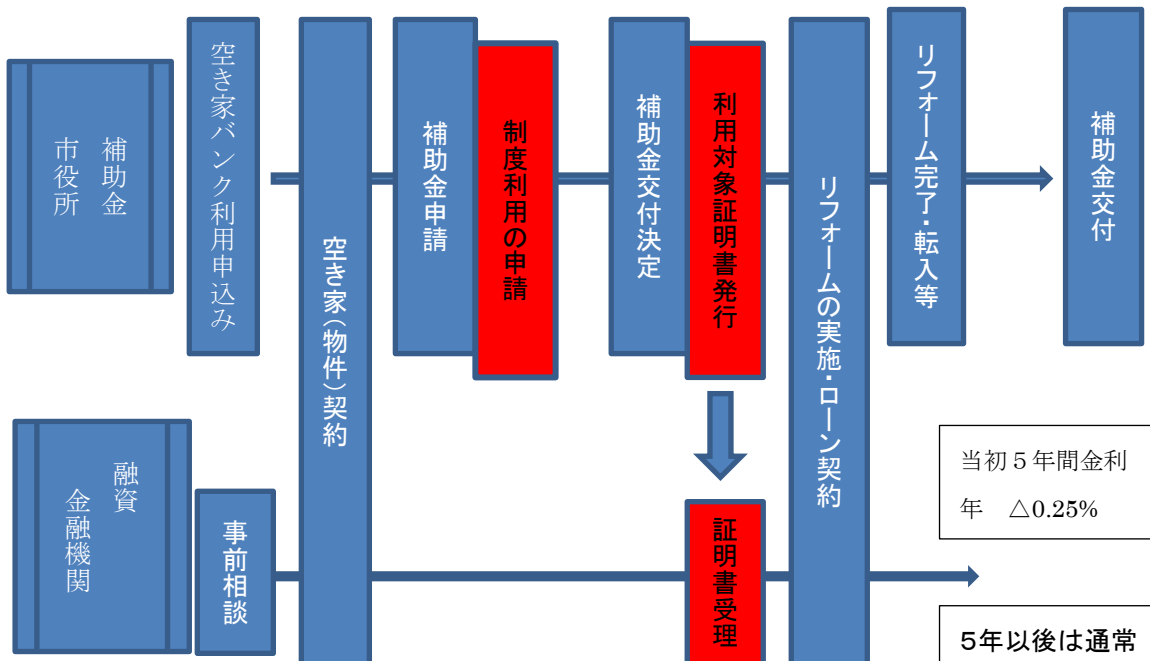 補助金
市役所
空き家バンク利用申込み
空き家（物件）契約
補助金申請
制度利用の申請
補助金交付決定
利用対象証明書発行
リフォームの実施・ローン契約
リフォーム完了・転入等
補助金交付
融資
金融機関
事前相談
証明書受理
当初５年間金利
年　△0.25%
5年以後は通常